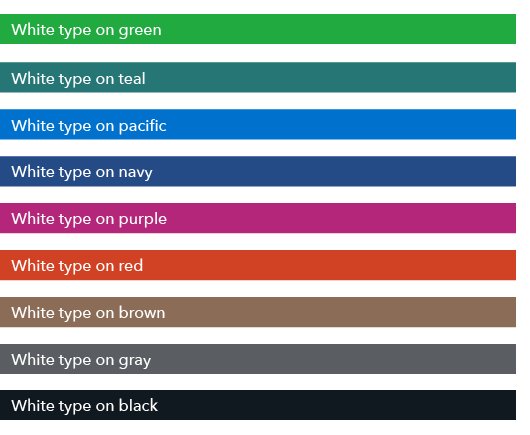 White type on green
White type on teal
White type on pacific
White type on navy
White type on purple
White type on red
White type on brown
White type on gray
White type on black